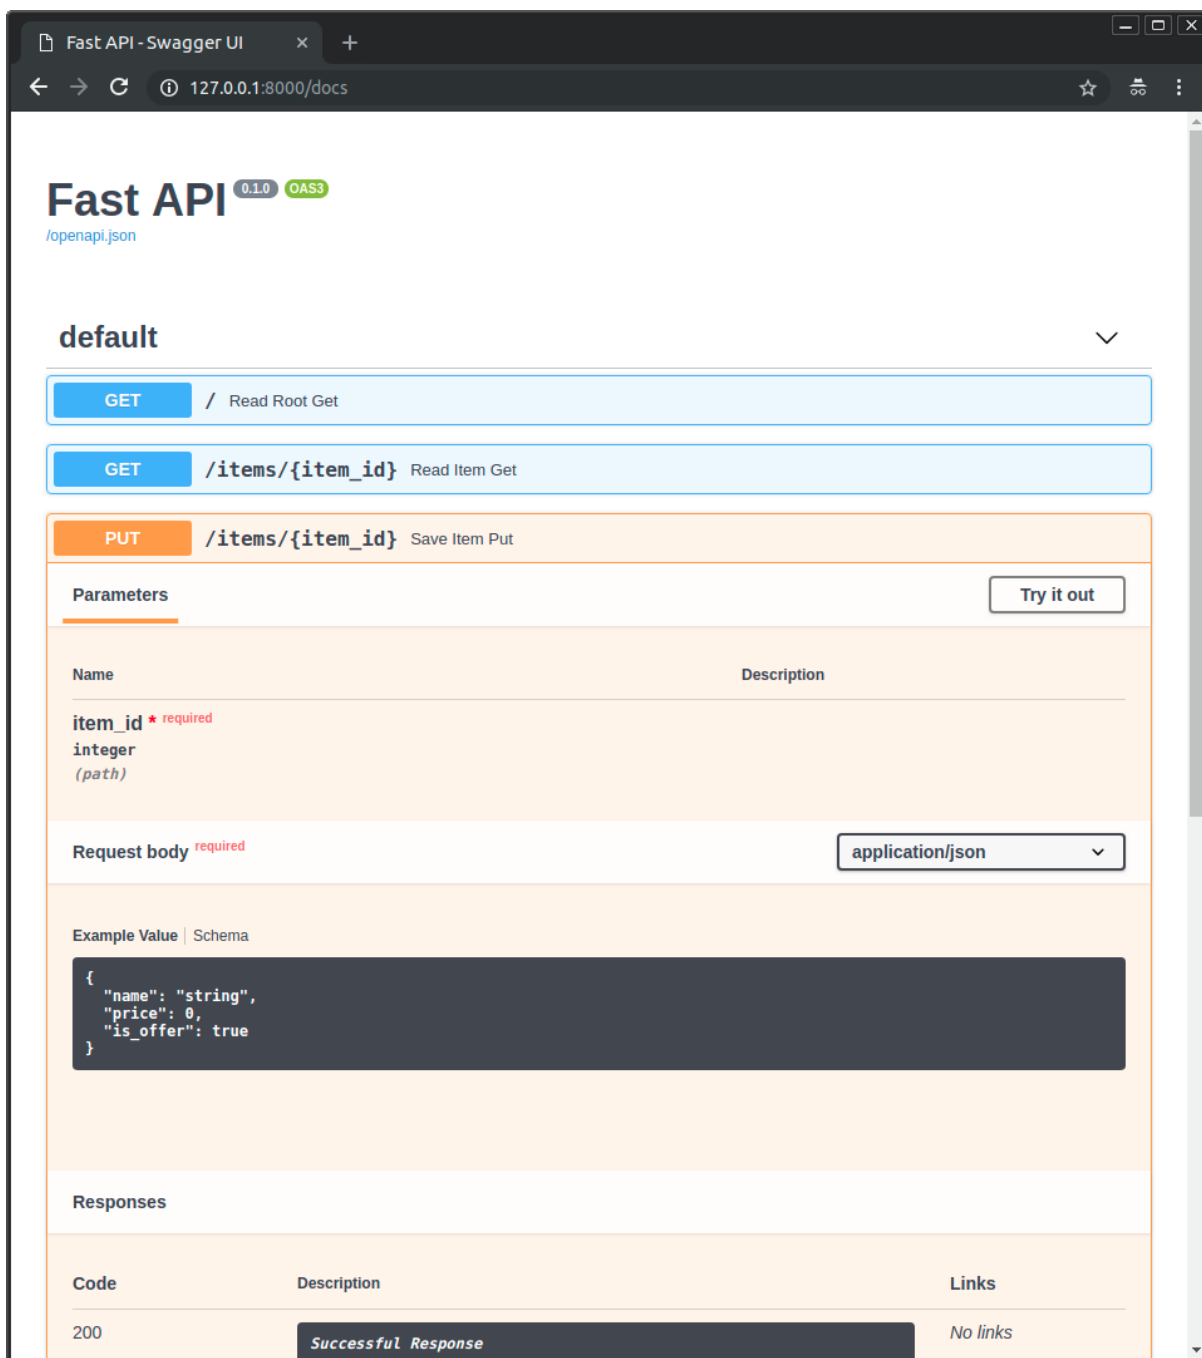 Fast API - Swagger UI
127.0.0.1:8000/docs
Fast API 0.1.0 OAS3
/openapi.json
default
GET / Read Root Get
GET /items/{item_id} Read Item Get
PUT /items/{item_id} Save Item Put
Parameters Try it out
Name Description
item_id * required
integer
(path)
Request body required application/json
Example Value Schema
{
"name": "string",
"price": 0,
"is_offer": true
}
Responses
Code Description Links
200 Successful Response No links